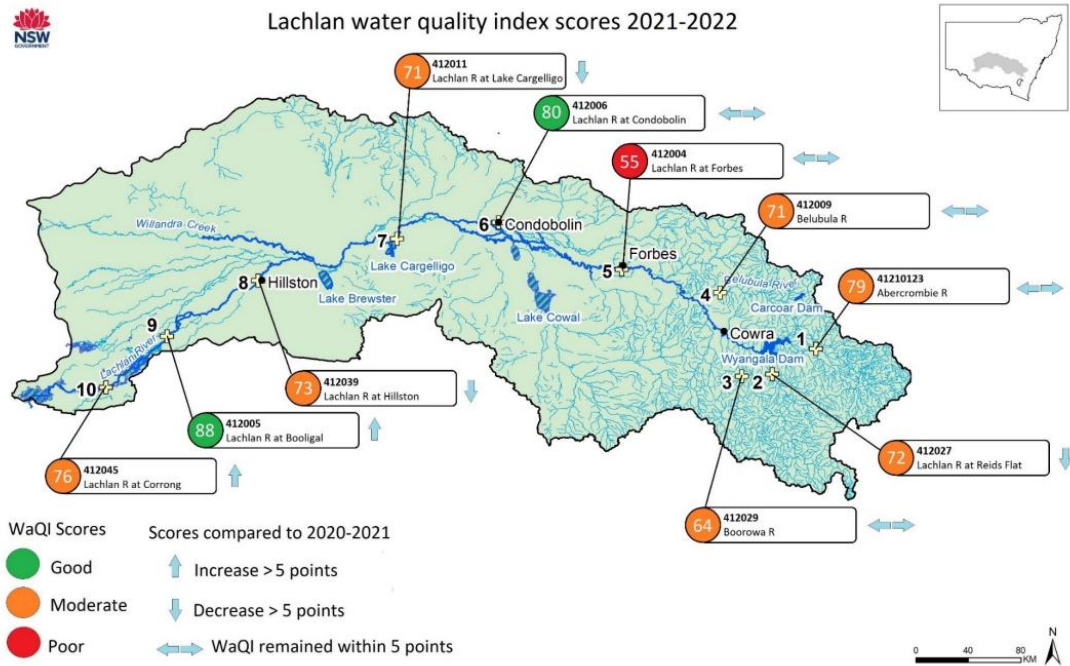 Lachlan water quality index scores 2021-2022
NSW
GOVERNMENT
71
412011
Lachlan R at Lake Cargelligo
80
412006
Lachlan R at Condobolin
55
412004
Lachlan R at Forbes
71
412009
Belubula R
79
41210123
Abercrombie R
Willandra Creek
6
Condobolin
7
Lake Cargelligo
Forbes
5
8
Hillston
Lake Brewster
Lake Cowal
4
Belubula River
Carcoar Dam
Cowra
1
Wyangala Dam
3
2
9
Lachlan River
10
73
412039
Lachlan R at Hillston
88
412005
Lachlan R at Booligal
76
412045
Lachlan R at Corrong
72
412027
Lachlan R at Reids Flat
64
412029
Boorowa R
WaQI Scores
Good
Moderate
Poor
Scores compared to 2020-2021
Increase > 5 points
Decrease > 5 points
WaQI remained within 5 points
N
0 40 80
KM